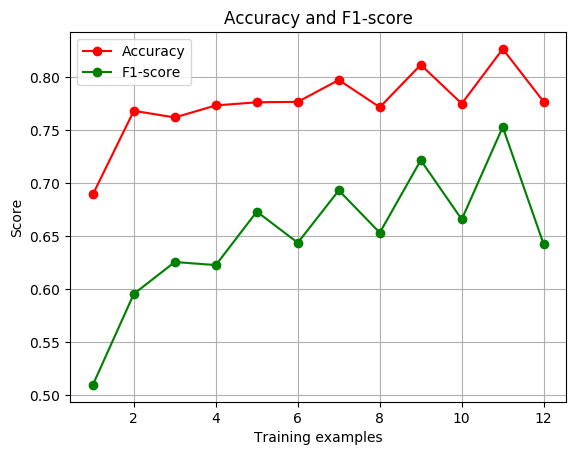 Accuracy and F1-score
Accuracy
F1-score
Score
0.80
0.75
0.70
0.65
0.60
0.55
0.50
2 4 6 8 10 12
Training examples